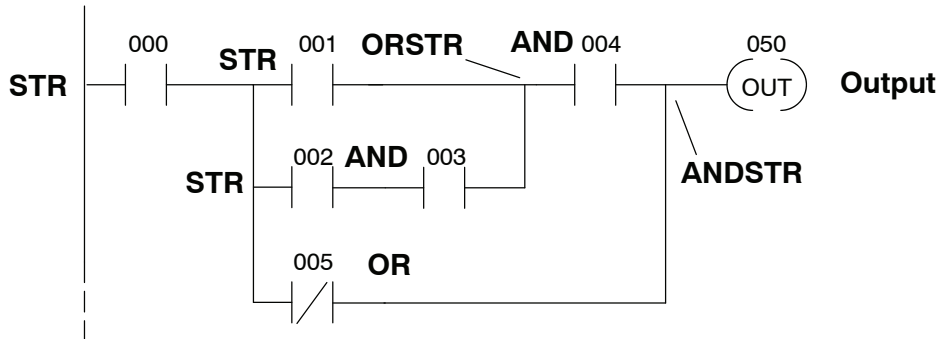 000
STR
001
ORSTR
AND
004
050
STR
OUT
Output
002
AND
003
STR
ANDSTR
005
OR